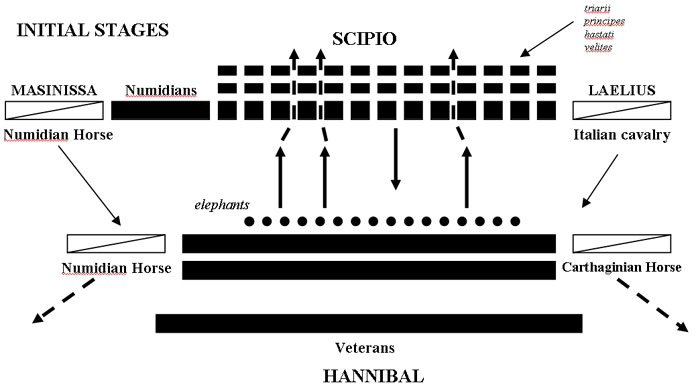 INITIAL STAGES
SCIPIO
triarii
principes
hastati
velites
MASINISSA
Numidians
LAELIUS
Numidian Horse
Italian cavalry
elephants
Numidian Horse
Carthaginian Horse
Veterans
HANNIBAL